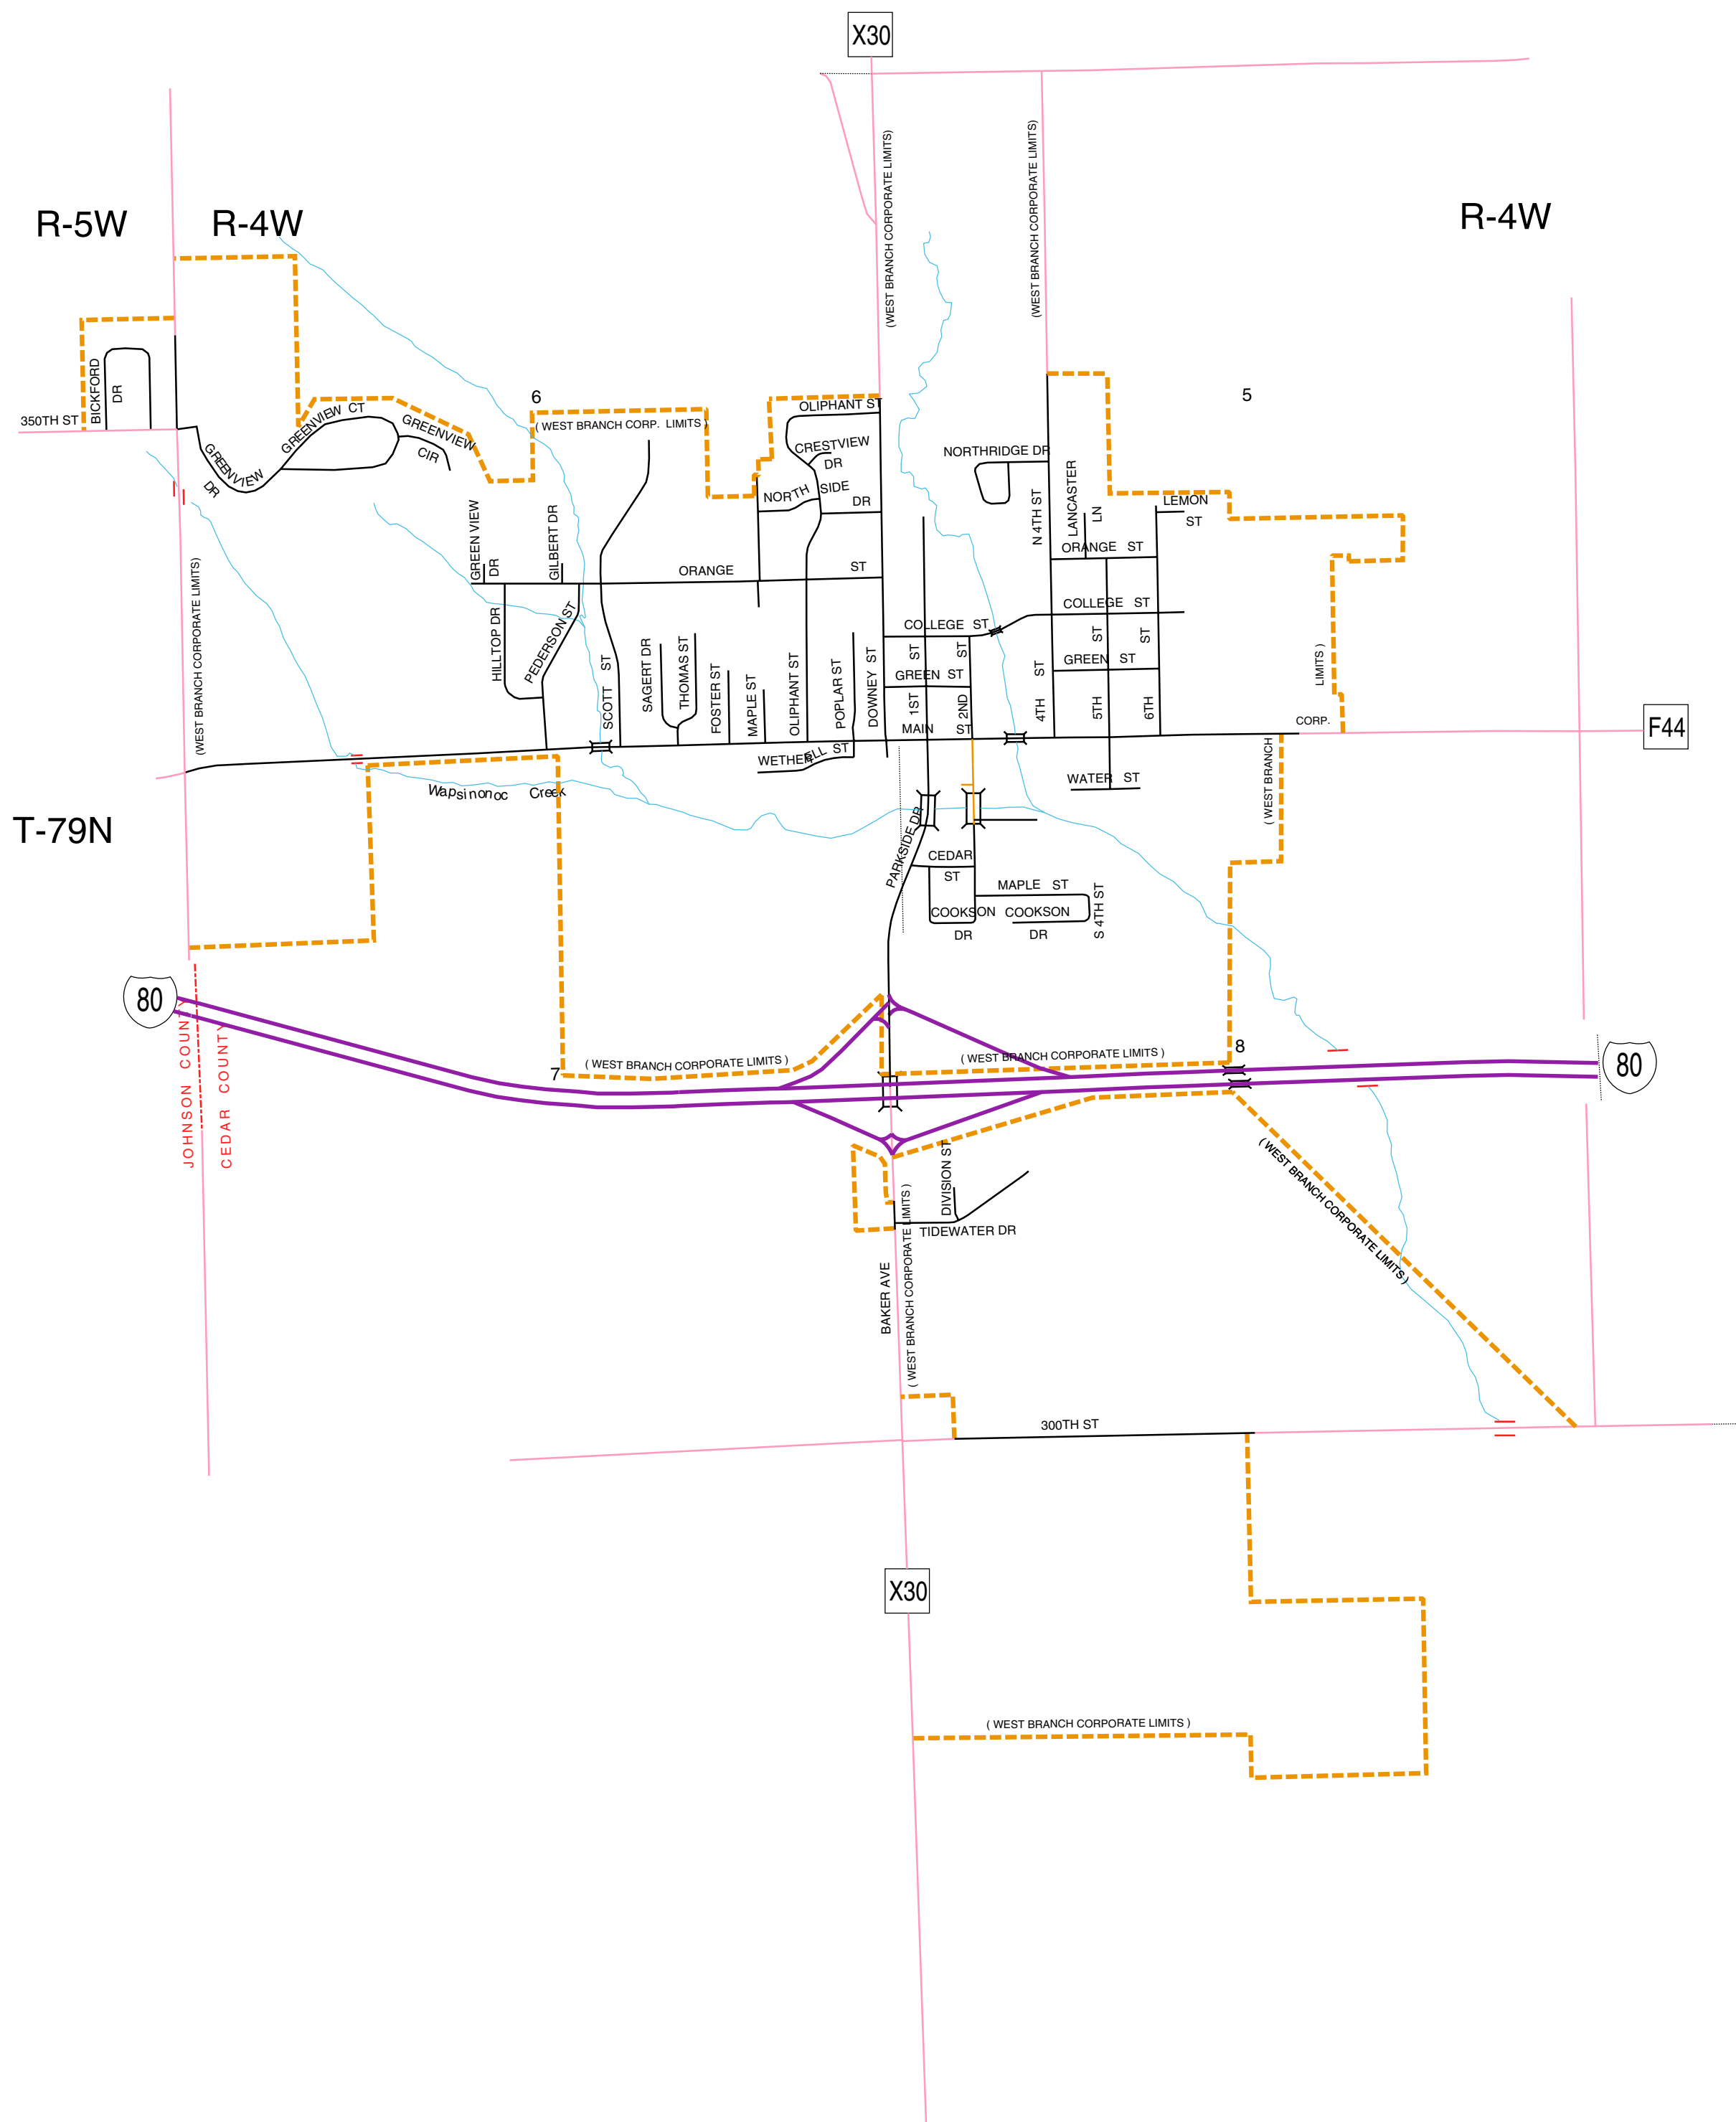 X30
(WEST BRANCH CORPORATE LIMITS)
(WEST BRANCH CORPORATE LIMITS)
R-5W
R-4W
R-4W
BICKFORD
DR
350TH ST
GREENVIEW CT
GREENVIEW
CIR
GREENVIEW
DR
6
( WEST BRANCH CORP. LIMITS )
5
OLIPHANT ST
CRESTVIEW
DR
NORTH SIDE
DR
NORTHRIDGE DR
N 4TH ST
LANCASTER
LN
LEMON
ST
GREEN VIEW
DR
GILBERT DR
ORANGE ST
ORANGE ST
(WEST BRANCH CORPORATE LIMITS)
HILLTOP DR
PEDERSON ST
SCOTT ST
SAGERT DR
THOMAS ST
FOSTER ST
MAPLE ST
OLIPHANT ST
POPLAR ST
DOWNEY ST
COLLEGE ST
COLLEGE ST
GREEN ST
GREEN ST
1ST ST
2ND ST
4TH ST
5TH ST
6TH ST
MAIN ST
LIMITS )
CORP.
( WEST BRANCH
F44
WETHERELL ST
WATER ST
Wapsinonoc Creek
T-79N
PARKSIDE DR
CEDAR
ST
MAPLE ST
COOKSON
DR
COOKSON
DR
S 4TH ST
80
JOHNSON COUNTY
CEDAR COUNTY
7
( WEST BRANCH CORPORATE LIMITS )
( WEST BRANCH CORPORATE LIMITS )
8
80
DIVISION ST
TIDEWATER DR
BAKER AVE
( WEST BRANCH CORPORATE LIMITS )
( WEST BRANCH CORPORATE LIMITS )
300TH ST
X30
( WEST BRANCH CORPORATE LIMITS )